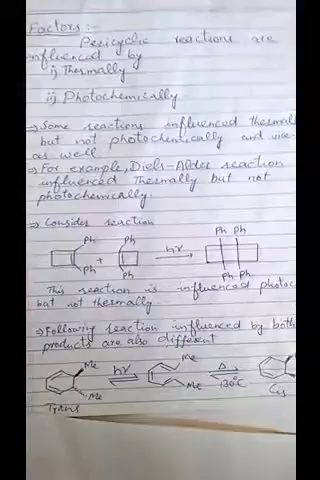 Factors:-
Pericyclic reactions are
influenced by
i) Thermally
ii) Photochemically
⇒ Some reactions influenced thermall
but not photochemically and vice-
as well.
⇒ For example, Diels-Alder reaction
influenced Thermally but not
photochemically.
⇒ Consider reaction
Ph Ph Ph Ph
+ hν
Ph Ph Ph Ph
This reaction is influenced photoc
but not thermally.
⇒ Following reaction influenced by both
products are also different
Me hν Me Δ
Me Me 130°C
Trans Cis